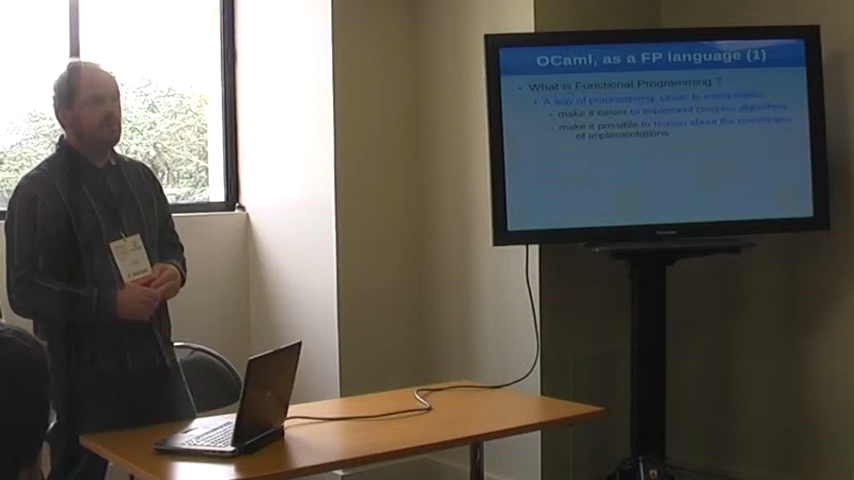 OCaml, as a FP language (1)
What is Functional Programming ?
A way of programming, closer to mathematics
make it easier to implement complex algorithms
make it possible to reason about the correctness
of implementations